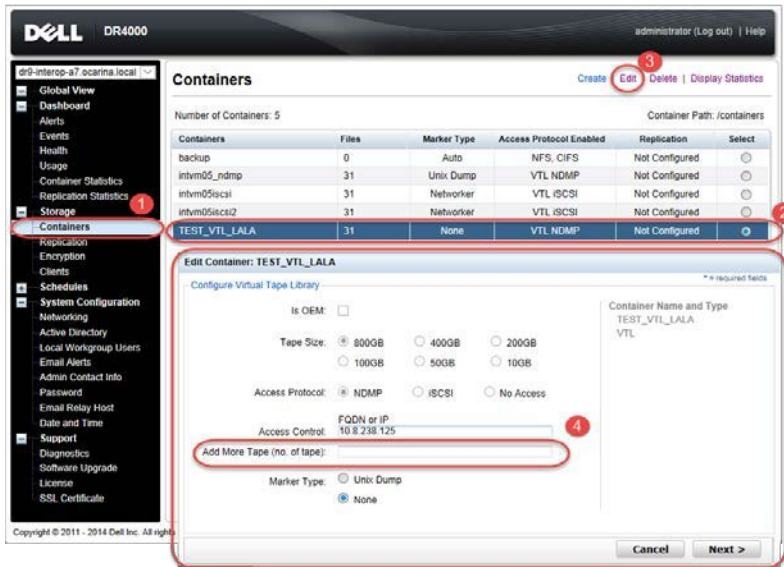 DELL DR4000
administrator (Log out) | Help
dr9-interop-a7.ocarina.local
Global View
Dashboard
Alerts
Events
Health
Usage
Container Statistics
Replication Statistics
1
Storage
Containers
Replication
Encryption
Clients
Schedules
System Configuration
Networking
Active Directory
Local Workgroup Users
Email Alerts
Admin Contact Info
Password
Email Relay Host
Date and Time
Support
Diagnostics
Software Upgrade
License
SSL Certificate
Copyright © 2011 - 2014 Dell Inc. All right
3
Containers
Create | Edit | Delete | Display Statistics
Number of Containers: 5 Container Path: /containers
Containers Files Marker Type Access Protocol Enabled Replication Select
backup 0 Auto NFS, CIFS Not Configured
intvm05_ndmp 31 Unix Dump VTL NDMP Not Configured
intvm05iscsi 31 Networker VTL iSCSI Not Configured
intvm05iscsi2 31 Networker VTL iSCSI Not Configured
2
TEST_VTL_LALA 31 None VTL NDMP Not Configured
Edit Container: TEST_VTL_LALA
* = required fields
Configure Virtual Tape Library
Is OEM:
Tape Size: 800GB 400GB 200GB
100GB 50GB 10GB
Access Protocol: NDMP iSCSI No Access
FQDN or IP
Access Control: 10.8.238.125
4
Add More Tape (no. of tape):
Marker Type: Unix Dump
None
Container Name and Type
TEST_VTL_LALA
VTL
Cancel Next >